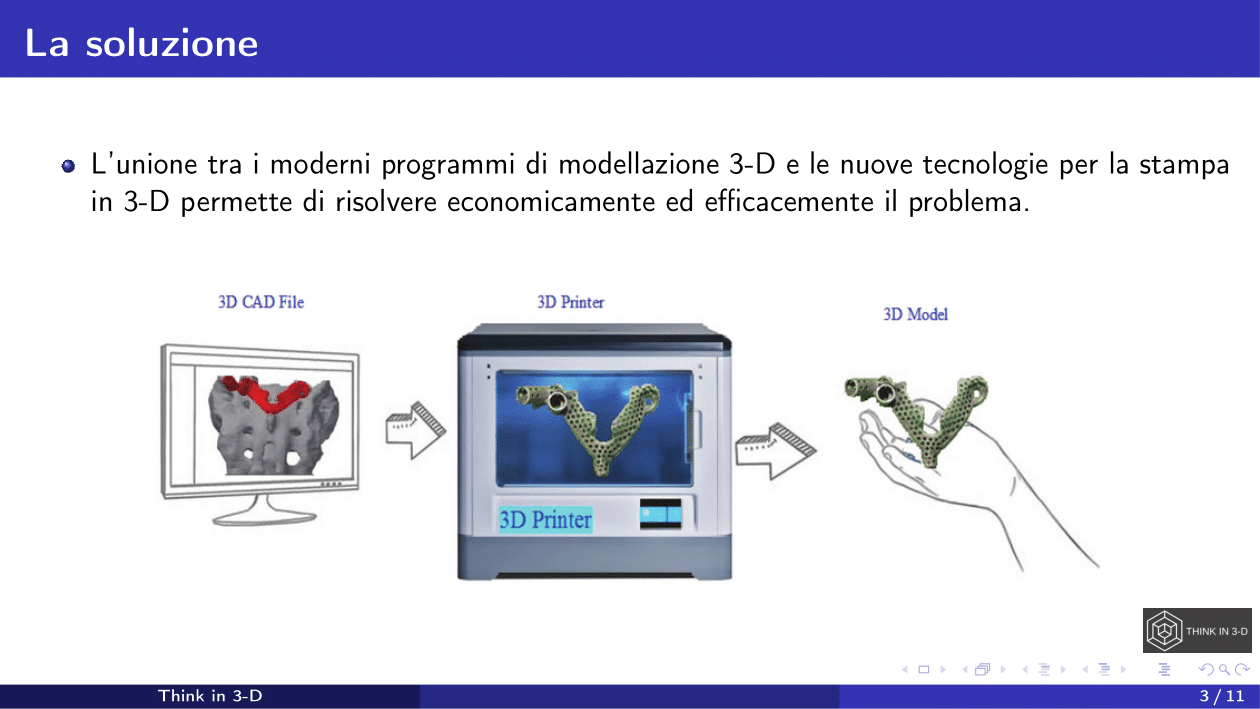 La soluzione
L'unione tra i moderni programmi di modellazione 3-D e le nuove tecnologie per la stampa
in 3-D permette di risolvere economicamente ed efficacemente il problema.
3D CAD File
3D Printer
3D Model
3D Printer
THINK IN 3-D
Think in 3-D
3 / 11